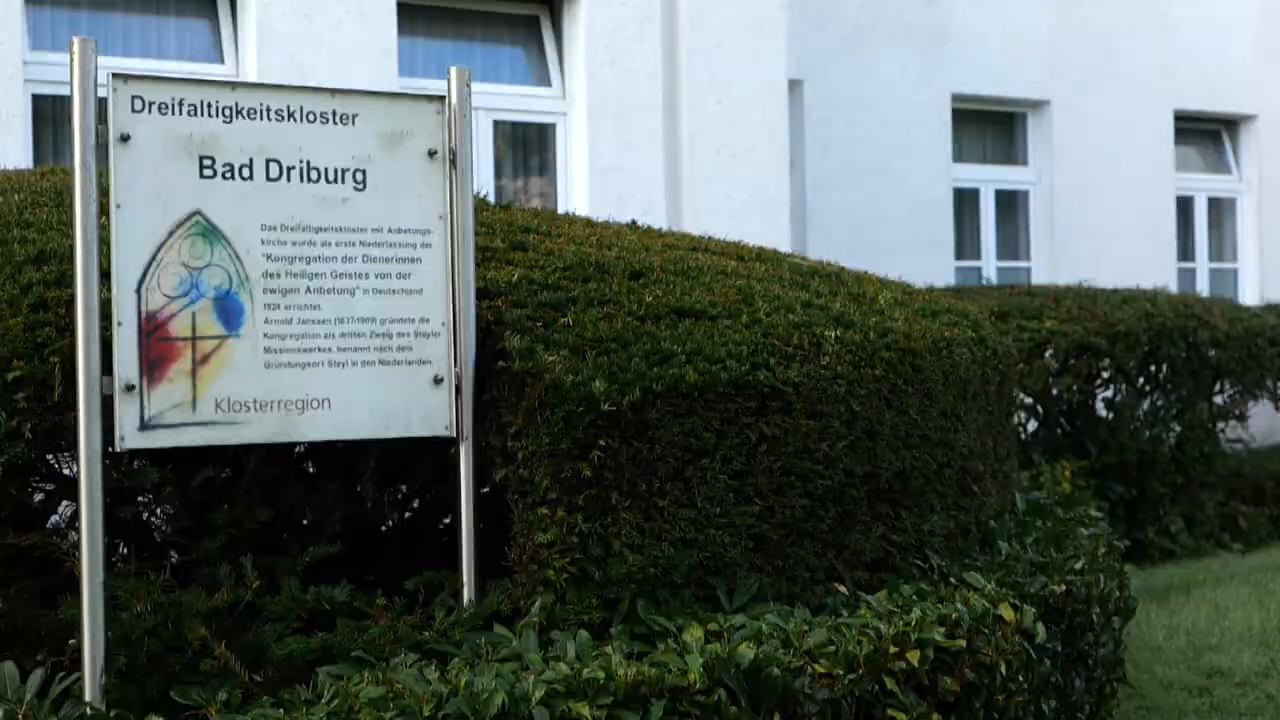 Dreifaltigkeitskloster
Bad Driburg
Das Dreifaltigkeitskloster mit Anbetungs-
kirche wurde als erste Niederlassung der
"Kongregation der Dienerinnen
des Heiligen Geistes von der
ewigen Anbetung" in Deutschland
1924 errichtet.
Arnold Janssen (1837-1909) gründete die
Kongregation als dritten Zweig des Steyler
Missionswerkes, benannt nach dem
Gründungsort Steyl in den Niederlanden.
Klosterregion